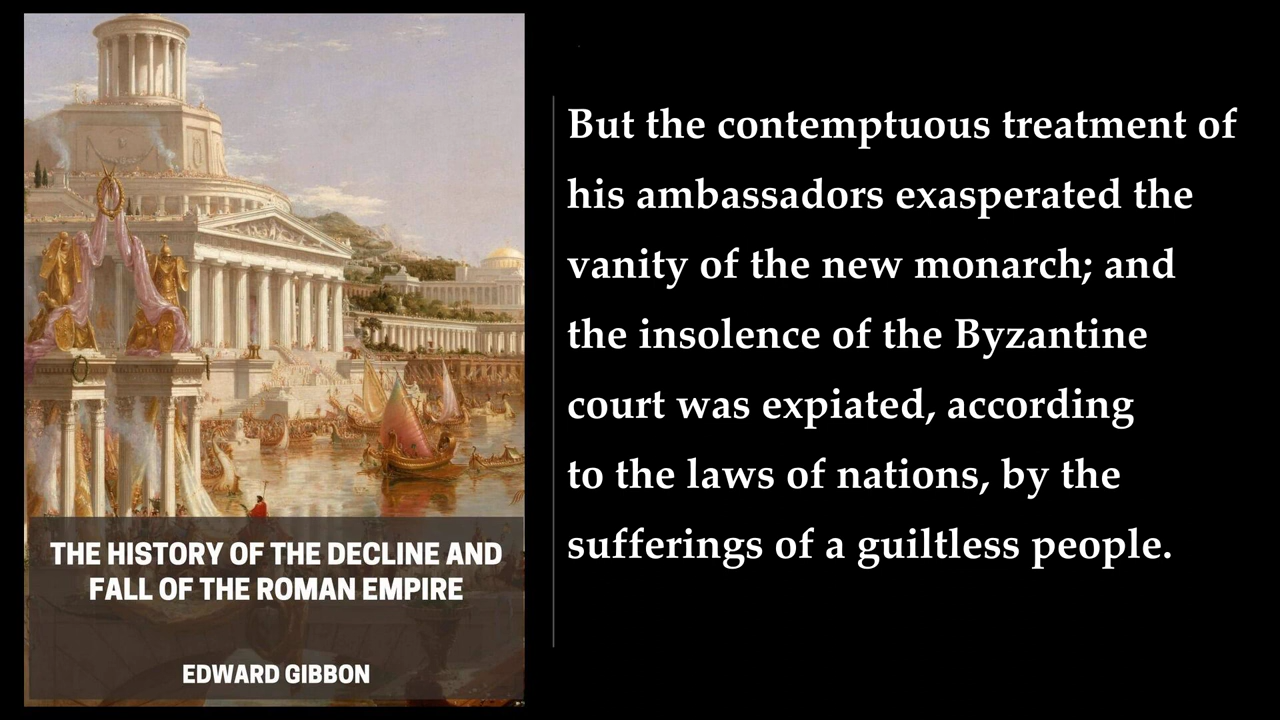 THE HISTORY OF THE DECLINE AND
FALL OF THE ROMAN EMPIRE
EDWARD GIBBON
But the contemptuous treatment of
his ambassadors exasperated the
vanity of the new monarch; and
the insolence of the Byzantine
court was expiated, according
to the laws of nations, by the
sufferings of a guiltless people.